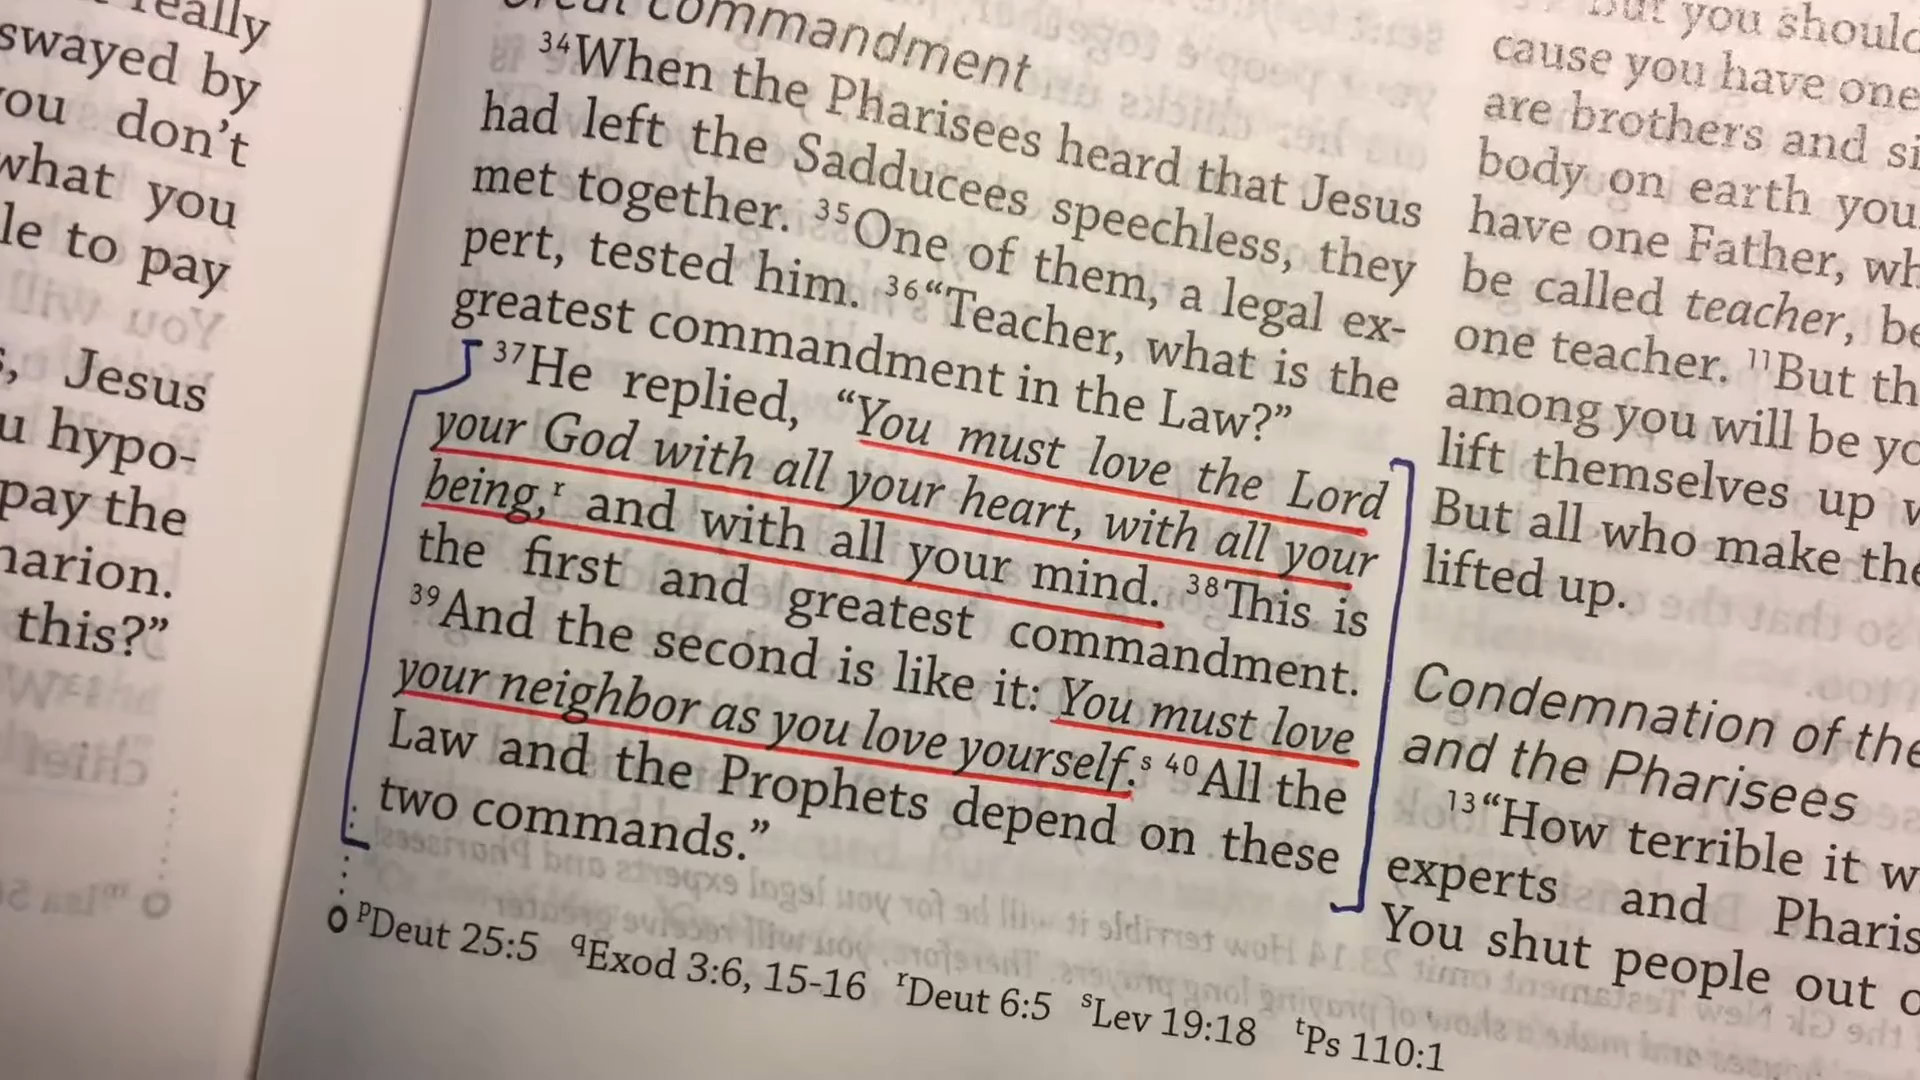 really
swayed by
you don't
what you
le to pay
Jesus
u hypo-
pay the
narion.
this?"
Great commandment
³⁴When the Pharisees heard that Jesus
had left the Sadducees speechless, they
met together. ³⁵One of them, a legal ex-
pert, tested him. ³⁶“Teacher, what is the
greatest commandment in the Law?”
³⁷He replied, “You must love the Lord
your God with all your heart, with all your
being,ʳ and with all your mind. ³⁸This is
the first and greatest commandment.
³⁹And the second is like it: You must love
your neighbor as you love yourself.ˢ ⁴⁰All the
Law and the Prophets depend on these
two commands.”
ᵖDeut 25:5 ᑫExod 3:6, 15-16 ʳDeut 6:5 ˢLev 19:18 ᵗPs 110:1
but you should
cause you have one
are brothers and si
body on earth you
have one Father, wh
be called teacher, be
one teacher. ¹¹But th
among you will be yo
lift themselves up w
But all who make the
lifted up.
Condemnation of the
and the Pharisees
¹³“How terrible it w
experts and Pharis
You shut people out o